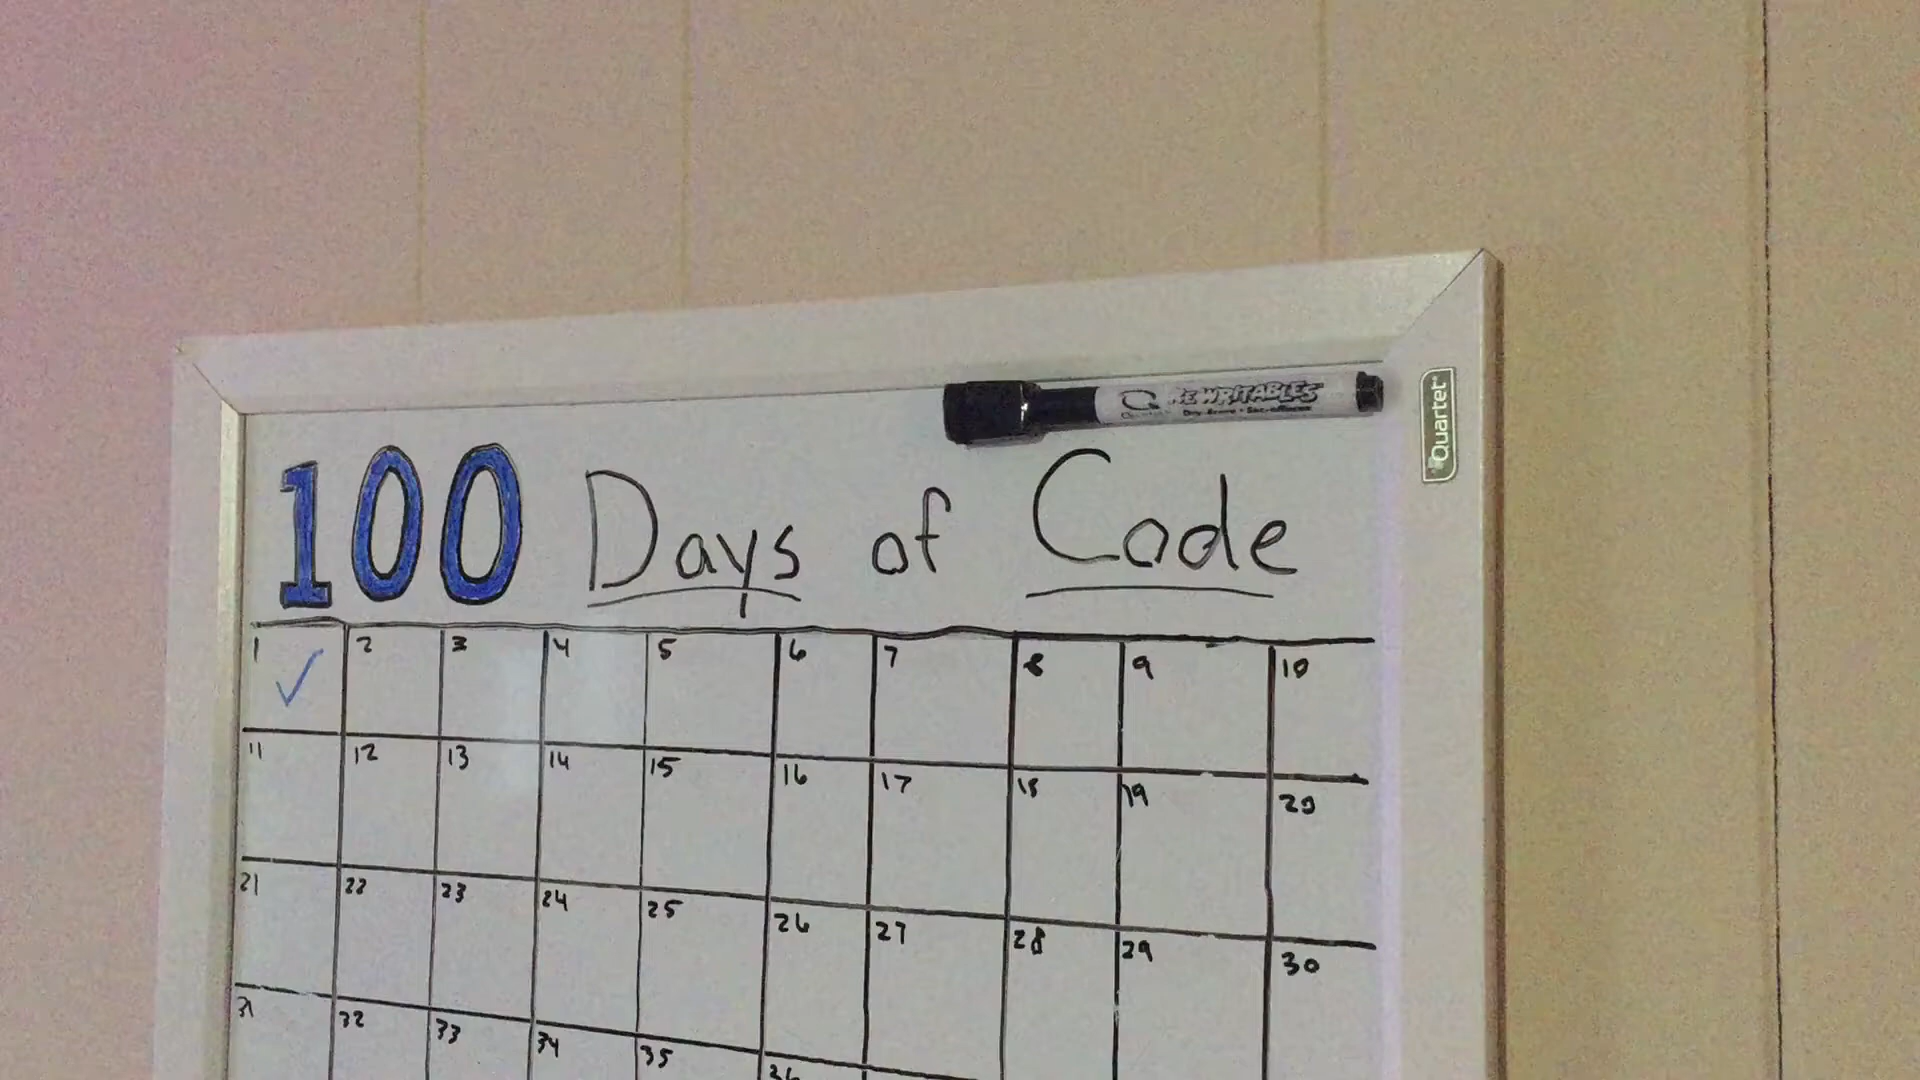 REWRITABLES
Quartet
100 Days of Code
1 2 3 4 5 6 7 8 9 10
11 12 13 14 15 16 17 18 19 20
21 22 23 24 25 26 27 28 29 30
31 32 33 34 35 36